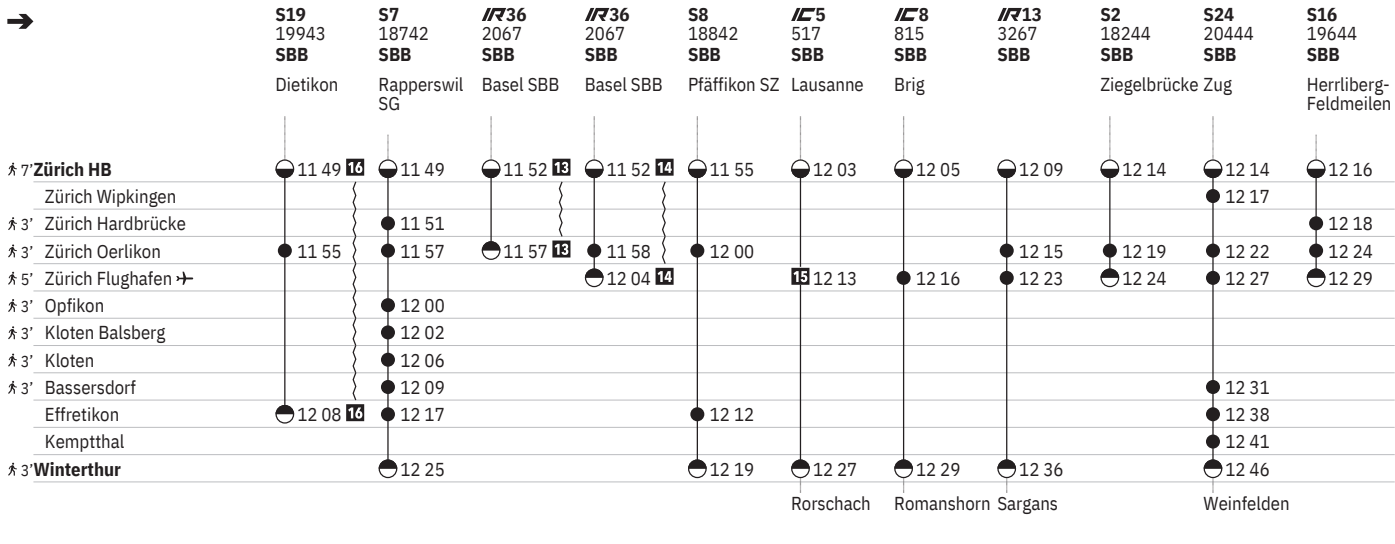 ➔ S19 S7 IR36 IR36 S8 IC5 IC8 IR13 S2 S24 S16
19943 18742 2067 2067 18842 517 815 3267 18244 20444 19644
SBB SBB SBB SBB SBB SBB SBB SBB SBB SBB SBB
Dietikon Rapperswil Basel SBB Basel SBB Pfäffikon SZ Lausanne Brig Ziegelbrücke Zug Herrliberg-
SG Feldmeilen
7’ Zürich HB 11 49 16 11 49 11 52 13 11 52 14 11 55 12 03 12 05 12 09 12 14 12 14 12 16
Zürich Wipkingen 12 17
3’ Zürich Hardbrücke 11 51 12 18
3’ Zürich Oerlikon 11 55 11 57 11 57 13 11 58 12 00 12 15 12 19 12 22 12 24
5’ Zürich Flughafen 12 04 14 15 12 13 12 16 12 23 12 24 12 27 12 29
3’ Opfikon 12 00
3’ Kloten Balsberg 12 02
3’ Kloten 12 06
3’ Bassersdorf 12 09 12 31
Effretikon 12 08 16 12 17 12 12 12 38
Kemptthal 12 41
3’ Winterthur 12 25 12 19 12 27 12 29 12 36 12 46
Rorschach Romanshorn Sargans Weinfelden